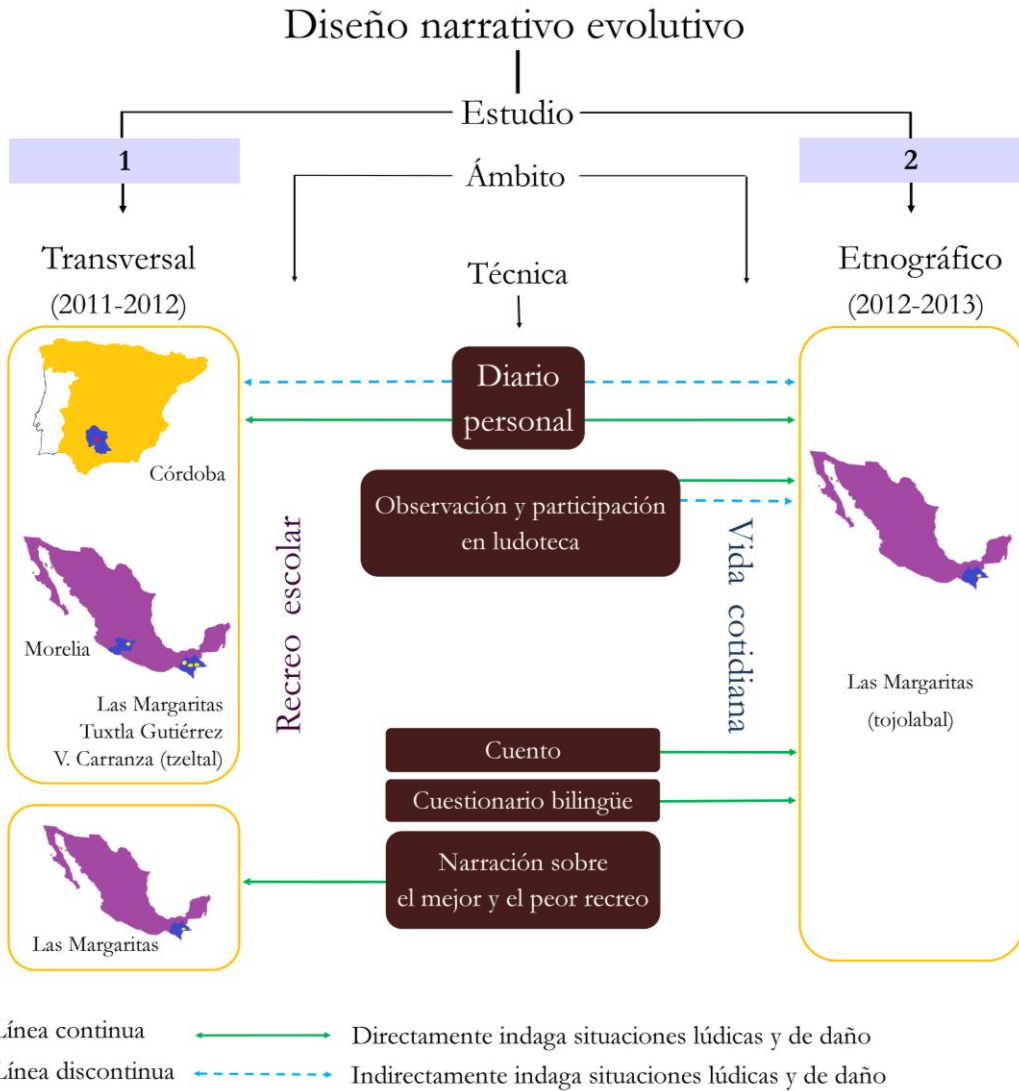 Diseño narrativo evolutivo
Estudio
1
2
Ámbito
Transversal
(2011-2012)
Técnica
Etnográfico
(2012-2013)
Diario
personal
Córdoba
Observación y participación
en ludoteca
Recreo escolar
Vida cotidiana
Morelia
Las Margaritas
Tuxtla Gutiérrez
V. Carranza (tzeltal)
Las Margaritas
(tojolabal)
Cuento
Cuestionario bilingüe
Narración sobre
el mejor y el peor recreo
Las Margaritas
Línea continua
Directamente indaga situaciones lúdicas y de daño
Línea discontinua
Indirectamente indaga situaciones lúdicas y de daño